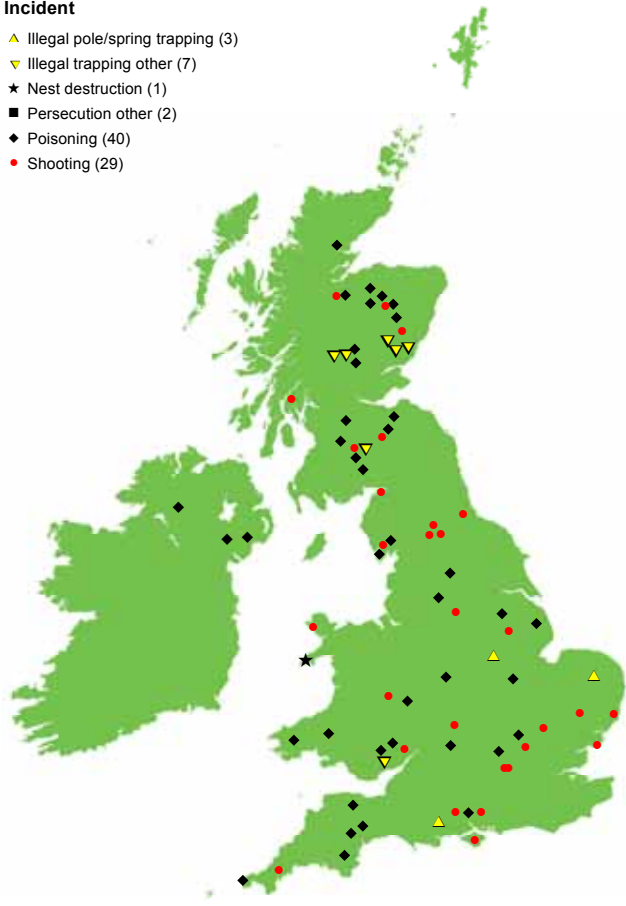 Incident
Illegal pole/spring trapping (3)
Illegal trapping other (7)
Nest destruction (1)
Persecution other (2)
Poisoning (40)
Shooting (29)